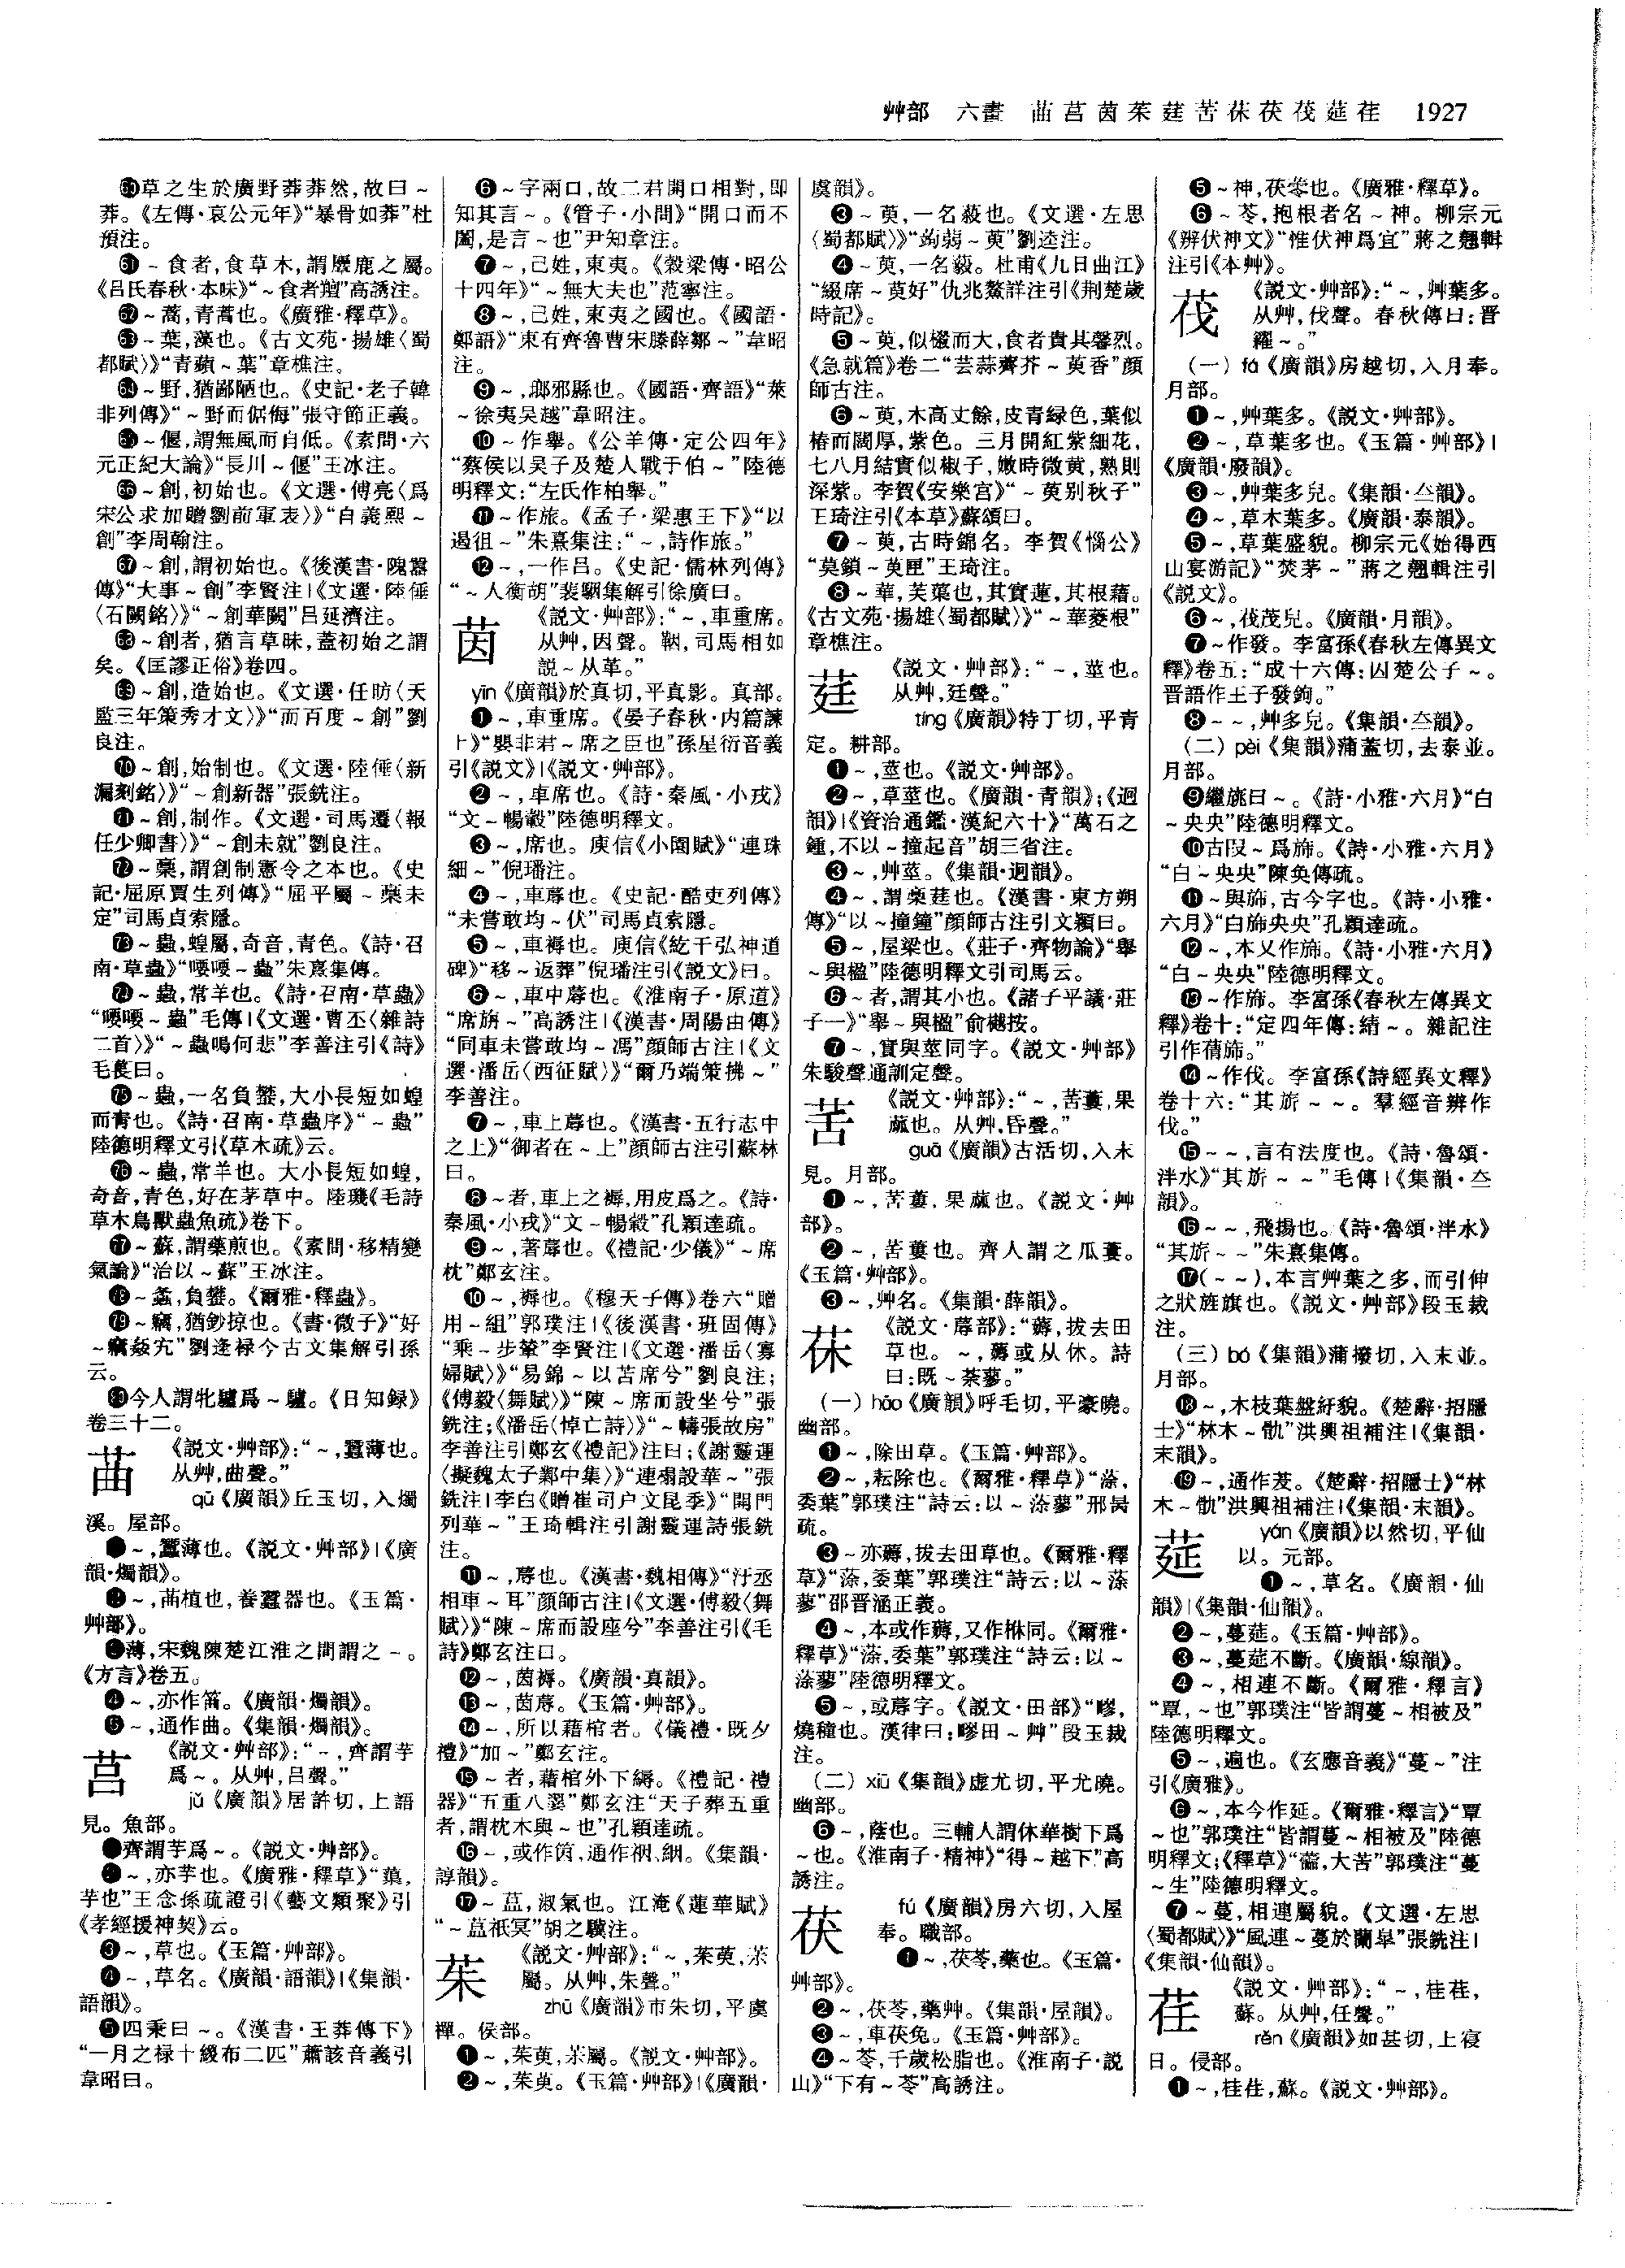 艸部 六畫 䒼莒茵茱莛苦茠茯茷莚荏 1927
㊿草之生於廣野莽莽然,故曰~
莽。《左傳·哀公元年》“暴骨如莽”杜
預注。
~食者,食草木,謂麋鹿之屬。
《吕氏春秋·本味》“~食者羶”高誘注。
~蒿,青蒿也。《廣雅·釋草》。
~葉,藻也。《古文苑·揚雄〈蜀
都賦〉》“青蘋~葉”章樵注。
~野,猶鄙陋也。《史記·老子韓
非列傳》“~野而倨侮”張守節正義。
~偃,謂無風而自低。《素問·六
元正紀大論》“長川~偃”王冰注。
~創,初始也。《文選·傅亮〈爲
宋公求加贈劉前軍表〉》“自義熙~
創”李周翰注。
~創,謂初始也。《後漢書·隗囂
傳》“大事~創”李賢注|《文選·陸倕
〈石闕銘〉》“~創華闕”吕延濟注。
~創者,猶言草昧,蓋初始之謂
矣。《匡謬正俗》卷四。
~創,造始也。《文選·任昉〈天
監三年策秀才文〉》“而百度~創”劉
良注。
~創,始制也。《文選·陸倕〈新
漏刻銘〉》“~創新器”張銑注。
~創,制作。《文選·司馬遷〈報
任少卿書〉》“~創未就”劉良注。
~槀,謂創制憲令之本也。《史
記·屈原賈生列傳》“屈平屬~槀未
定”司馬貞索隱。
~蟲,蝗屬,奇音,青色。《詩·召
南·草蟲》“喓喓~蟲”朱熹集傳。
~蟲,常羊也。《詩·召南·草蟲》
“喓喓~蟲”毛傳|《文選·曹丕〈雜詩
二首〉》“~蟲鳴何悲”李善注引《詩》
毛萇曰。
~蟲,一名負蠜,大小長短如蝗
而青也。《詩·召南·草蟲序》“~蟲”
陸德明釋文引《草木疏》云。
~蟲,常羊也。大小長短如蝗,
奇音,青色,好在茅草中。陸璣《毛詩
草木鳥獸蟲魚疏》卷下。
~蘇,謂藥煎也。《素問·移精變
氣論》“治以~蘇”王冰注。
~螽,負蠜。《爾雅·釋蟲》。
~竊,猶鈔掠也。《書·微子》“好
~竊姦宄”劉逢禄今古文集解引孫
云。
今人謂牝驢爲~驢。《日知録》
卷三十二。
䒼 《説文·艸部》:“~,蠶薄也。
从艸,曲聲。”
qū《廣韻》丘玉切,入燭
溪。屋部。
~,蠶薄也。《説文·艸部》|《廣
韻·燭韻》。
~,䒼植也,養蠶器也。《玉篇·
艸部》。
薄,宋魏陳楚江淮之間謂之~。
《方言》卷五。
❹~,亦作笛。《廣韻·燭韻》。
❺~,通作曲。《集韻·燭韻》。
莒 《説文·艸部》:“~,齊謂芋
爲~。从艸,吕聲。”
jǔ《廣韻》居許切,上語
見。魚部。
❶齊謂芋爲~。《説文·艸部》。
❷~,亦芋也。《廣雅·釋草》“蕖,
芋也”王念孫疏證引《藝文類聚》引
《孝經援神契》云。
❸~,草也。《玉篇·艸部》。
❹~,草名。《廣韻·語韻》|《集韻·
語韻》。
❺四秉曰~。《漢書·王莽傳下》
“一月之禄十緵布二匹”蕭該音義引
韋昭曰。
❻~字兩口,故二君開口相對,即
知其言~。《管子·小問》“開口而不
闔,是言~也”尹知章注。
❼~,己姓,東夷。《穀梁傳·昭公
十四年》“~無大夫也”范寧注。
❽~,己姓,東夷之國也。《國語·
鄭語》“東有齊魯曹宋滕薛鄒~”韋昭
注。
❾~,瑯邪縣也。《國語·齊語》“萊
~徐夷吴越”韋昭注。
❿~作舉。《公羊傳·定公四年》
“蔡侯以吴子及楚人戰于伯~”陸德
明釋文:“左氏作柏舉。”
⓫~作旅。《孟子·梁惠王下》“以
遏徂~”朱熹集注:“~,詩作旅。”
⓬~,一作吕。《史記·儒林列傳》
“~人衡胡”裴駰集解引徐廣曰。
茵 《説文·艸部》:“~,車重席。
从艸,因聲。鞇,司馬相如
説~从革。”
yīn《廣韻》於真切,平真影。真部。
❶~,車重席。《晏子春秋·内篇諫
上》“嬰非君~席之臣也”孫星衍音義
引《説文》|《説文·艸部》。
❷~,車席也。《詩·秦風·小戎》
“文~暢轂”陸德明釋文。
❸~,席也。庾信《小園賦》“連珠
細~”倪璠注。
❹~,車蓐也。《史記·酷吏列傳》
“未嘗敢均~伏”司馬貞索隱。
❺~,車褥也。庾信《紇干弘神道
碑》“移~返葬”倪璠注引《説文》曰。
❻~,車中蓐也。《淮南子·原道》
“席旃~”高誘注|《漢書·周陽由傳》
“同車未嘗敢均~馮”顔師古注|《文
選·潘岳〈西征賦〉》“爾乃端策拂~”
李善注。
❼~,車上蓐也。《漢書·五行志中
之上》“御者在~上”顔師古注引蘇林
曰。
❽~者,車上之褥,用皮爲之。《詩·
秦風·小戎》“文~暢轂”孔穎達疏。
❾~,著蓐也。《禮記·少儀》“~席
枕”鄭玄注。
❿~,褥也。《穆天子傳》卷六“贈
用~組”郭璞注|《後漢書·班固傳》
“乘~步輦”李賢注|《文選·潘岳〈寡
婦賦〉》“易錦~以苫席兮”劉良注;
《傅毅〈舞賦〉》“陳~席而設坐兮”張
銑注;《潘岳〈悼亡詩〉》“~幬張故房”
李善注引鄭玄《禮記》注曰;《謝靈運
〈擬魏太子鄴中集〉》“連榻設華~”張
銑注|李白《贈崔司户文昆季》“開門
列華~”王琦輯注引謝靈運詩張銑
注。
⓫~,蓐也。《漢書·魏相傳》“汙丞
相車~耳”顔師古注|《文選·傅毅〈舞
賦〉》“陳~席而設座兮”李善注引《毛
詩》鄭玄注曰。
⓬~,茵褥。《廣韻·真韻》。
⓭~,茵蓐。《玉篇·艸部》。
⓮~,所以藉棺者。《儀禮·既夕
禮》“加~”鄭玄注。
⓯~者,藉棺外下縟。《禮記·禮
器》“五重八翣”鄭玄注“天子葬五重
者,謂杭木與~也”孔穎達疏。
⓰~,或作筃,通作裀、絪。《集韻·
諄韻》。
⓱~蒀,淑氣也。江淹《蓮華賦》
“~蒀祇冥”胡之驥注。
茱 《説文·艸部》:“~,茱萸,茮
屬。从艸,朱聲。”
zhū《廣韻》市朱切,平虞
禪。侯部。
❶~,茱萸,茮屬。《説文·艸部》。
❷~,茱萸。《玉篇·艸部》|《廣韻·
虞韻》。
❸~萸,一名蔱也。《文選·左思
〈蜀都賦〉》“蒟蒻~萸”劉逵注。
❹~萸,一名藙。杜甫《九日曲江》
“綴席~萸好”仇兆鰲詳注引《荆楚歲
時記》。
❺~萸,似樧而大,食者貴其馨烈。
《急就篇》卷二“芸蒜薺芥~萸香”顔
師古注。
❻~萸,木高丈餘,皮青緑色,葉似
椿而闊厚,紫色。三月開紅紫細花,
七八月結實似椒子,嫩時微黄,熟則
深紫。李賀《安樂宫》“~萸别秋子”
王琦注引《本草》蘇頌曰。
❼~萸,古時錦名。李賀《惱公》
“莫鎖~萸匣”王琦注。
❽~華,芙蕖也,其實蓮,其根藕。
《古文苑·揚雄〈蜀都賦〉》“~華菱根”
章樵注。
莛 《説文·艸部》:“~,莖也。
从艸,廷聲。”
tíng《廣韻》特丁切,平青
定。耕部。
❶~,莖也。《説文·艸部》。
❷~,草莖也。《廣韻·青韻》;《迥
韻》|《資治通鑑·漢紀六十》“萬石之
鍾,不以~撞起音”胡三省注。
❸~,艸莖。《集韻·迥韻》。
❹~,謂槀莛也。《漢書·東方朔
傳》“以~撞鐘”顔師古注引文穎曰。
❺~,屋梁也。《莊子·齊物論》“舉
~與楹”陸德明釋文引司馬云。
❻~者,謂其小也。《諸子平議·莊
子一》“舉~與楹”俞樾按。
❼~,實與莖同字。《説文·艸部》
朱駿聲通訓定聲。
苦 《説文·艸部》:“~,苦蔞,果
蓏也。从艸,昏聲。”
guā《廣韻》古活切,入末
見。月部。
❶~,苦蔞,果蓏也。《説文·艸
部》。
❷~,苦蔞也。齊人謂之瓜蔞。
《玉篇·艸部》。
❸~,艸名。《集韻·薛韻》。
茠 《説文·蓐部》:“薅,拔去田
草也。~,薅或从休。詩
曰:既~荼蓼。”
(一)hāo《廣韻》呼毛切,平豪曉。
幽部。
❶~,除田草。《玉篇·艸部》。
❷~,耘除也。《爾雅·釋草》“蒤,
委葉”郭璞注“詩云:以~蒤蓼”邢昺
疏。
❸~亦薅,拔去田草也。《爾雅·釋
草》“蒤,委葉”郭璞注“詩云:以~蒤
蓼”邵晋涵正義。
❹~,本或作薅,又作㭒同。《爾雅·
釋草》“蒤,委葉”郭璞注“詩云:以~
蒤蓼”陸德明釋文。
❺~,或蓐字。《説文·田部》“疁,
燒穜也。漢律曰:疁田~艸”段玉裁
注。
(二)xiū《集韻》虚尤切,平尤曉。
幽部。
❻~,蔭也。三輔人謂休華樹下爲
~也。《淮南子·精神》“得~越下”高
誘注。
茯 fú《廣韻》房六切,入屋
奉。職部。
❶~,茯苓,藥也。《玉篇·
艸部》。
❷~,茯苓,藥艸。《集韻·屋韻》。
❸~,車茯兔。《玉篇·艸部》。
❹~苓,千歲松脂也。《淮南子·説
山》“下有~苓”高誘注。
❺~神,茯苓也。《廣雅·釋草》。
❻~苓,抱根者名~神。柳宗元
《辨伏神文》“惟伏神爲宜”蔣之翹輯
注引《本艸》。
茷 《説文·艸部》:“~,艸葉多。
从艸,伐聲。春秋傳曰:晋
糴~。”
(一)fá《廣韻》房越切,入月奉。
月部。
❶~,艸葉多。《説文·艸部》。
❷~,草葉多也。《玉篇·艸部》|
《廣韻·廢韻》。
❸~,艸葉多皃。《集韻·夳韻》。
❹~,草木葉多。《廣韻·泰韻》。
❺~,草葉盛貌。柳宗元《始得西
山宴游記》“焚茅~”蔣之翹輯注引
《説文》。
❻~,茷茂皃。《廣韻·月韻》。
❼~作發。李富孫《春秋左傳異文
釋》卷五:“成十六傳:囚楚公子~。
晋語作王子發鉤。”
❽~~,艸多皃。《集韻·夳韻》。
(二)pèi《集韻》蒲蓋切,去泰並。
月部。
❾繼旐曰~。《詩·小雅·六月》“白
~央央”陸德明釋文。
❿古叚~爲斾。《詩·小雅·六月》
“白~央央”陳奂傳疏。
⓫~與斾,古今字也。《詩·小雅·
六月》“白斾央央”孔穎達疏。
⓬~,本又作斾。《詩·小雅·六月》
“白~央央”陸德明釋文。
⓭~作斾。李富孫《春秋左傳異文
釋》卷十:“定四年傳:綪~。雜記注
引作蒨斾。”
⓮~作伐。李富孫《詩經異文釋》
卷十六:“其旂~~。羣經音辨作
伐。”
⓯~~,言有法度也。《詩·魯頌·
泮水》“其旂~~”毛傳|《集韻·夳
韻》。
⓰~~,飛揚也。《詩·魯頌·泮水》
“其旂~~”朱熹集傳。
⓱(~~),本言艸葉之多,而引伸
之狀旌旗也。《説文·艸部》段玉裁
注。
(三)bó《集韻》蒲撥切,入末並。
月部。
⓲~,木枝葉盤紆貌。《楚辭·招隱
士》“林木~骩”洪興祖補注|《集韻·
末韻》。
⓳~,通作茇。《楚辭·招隱士》“林
木~骩”洪興祖補注|《集韻·末韻》。
莚 yán《廣韻》以然切,平仙
以。元部。
❶~,草名。《廣韻·仙
韻》|《集韻·仙韻》。
❷~,蔓莚。《玉篇·艸部》。
❸~,蔓莚不斷。《廣韻·線韻》。
❹~,相連不斷。《爾雅·釋言》
“覃,~也”郭璞注“皆謂蔓~相被及”
陸德明釋文。
❺~,遍也。《玄應音義》“蔓~”注
引《廣雅》。
❻~,本今作延。《爾雅·釋言》“覃
~也”郭璞注“皆謂蔓~相被及”陸德
明釋文;《釋草》“蘦,大苦”郭璞注“蔓
~生”陸德明釋文。
❼~蔓,相連屬貌。《文選·左思
〈蜀都賦〉》“風連~蔓於蘭皋”張銑注|
《集韻·仙韻》。
荏 《説文·艸部》:“~,桂荏,
蘇。从艸,任聲。”
rěn《廣韻》如甚切,上寑
日。侵部。
❶~,桂荏,蘇。《説文·艸部》。